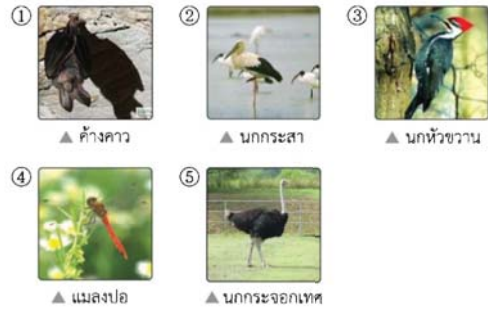 ① ② ③
▲ ค้างคาว ▲ นกกระสา ▲ นกหัวขวาน
④ ⑤
▲ แมลงปอ ▲ นกกระจอกเทศ